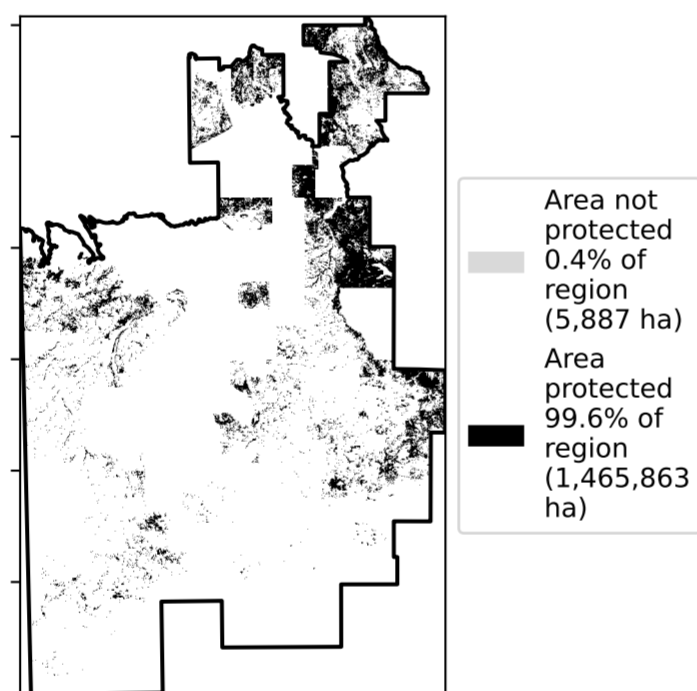 Area not
protected
0.4% of
region
(5,887 ha)
Area
protected
99.6% of
region
(1,465,863
ha)